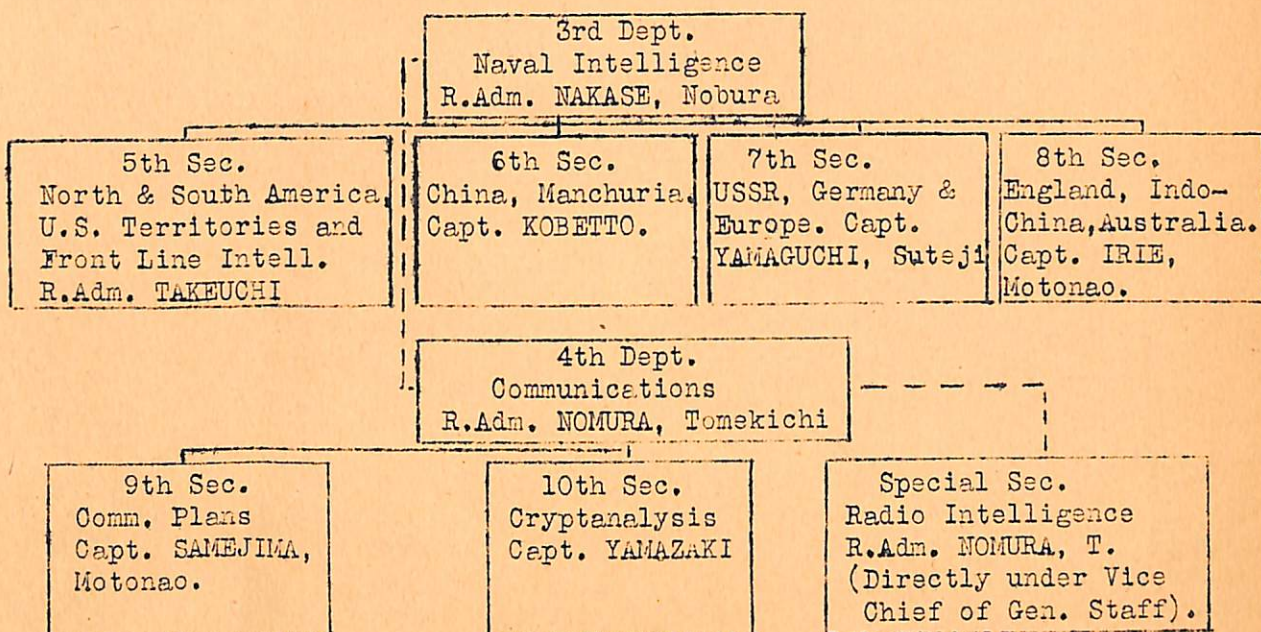 3rd Dept.
Naval Intelligence
R.Adm. NAKASE, Nobura
5th Sec.
North & South America,
U.S. Territories and
Front Line Intell.
R.Adm. TAKEUCHI
6th Sec.
China, Manchuria.
Capt. KOBETTO.
7th Sec.
USSR, Germany &
Europe. Capt.
YAMAGUCHI, Suteji
8th Sec.
England, Indo-
China,Australia.
Capt. IRIE,
Motonao.
4th Dept.
Communications
R.Adm. NOMURA, Tomekichi
9th Sec.
Comm. Plans
Capt. SAMEJIMA,
Motonao.
10th Sec.
Cryptanalysis
Capt. YAMAZAKI
Special Sec.
Radio Intelligence
R.Adm. NOMURA, T.
(Directly under Vice
Chief of Gen. Staff).